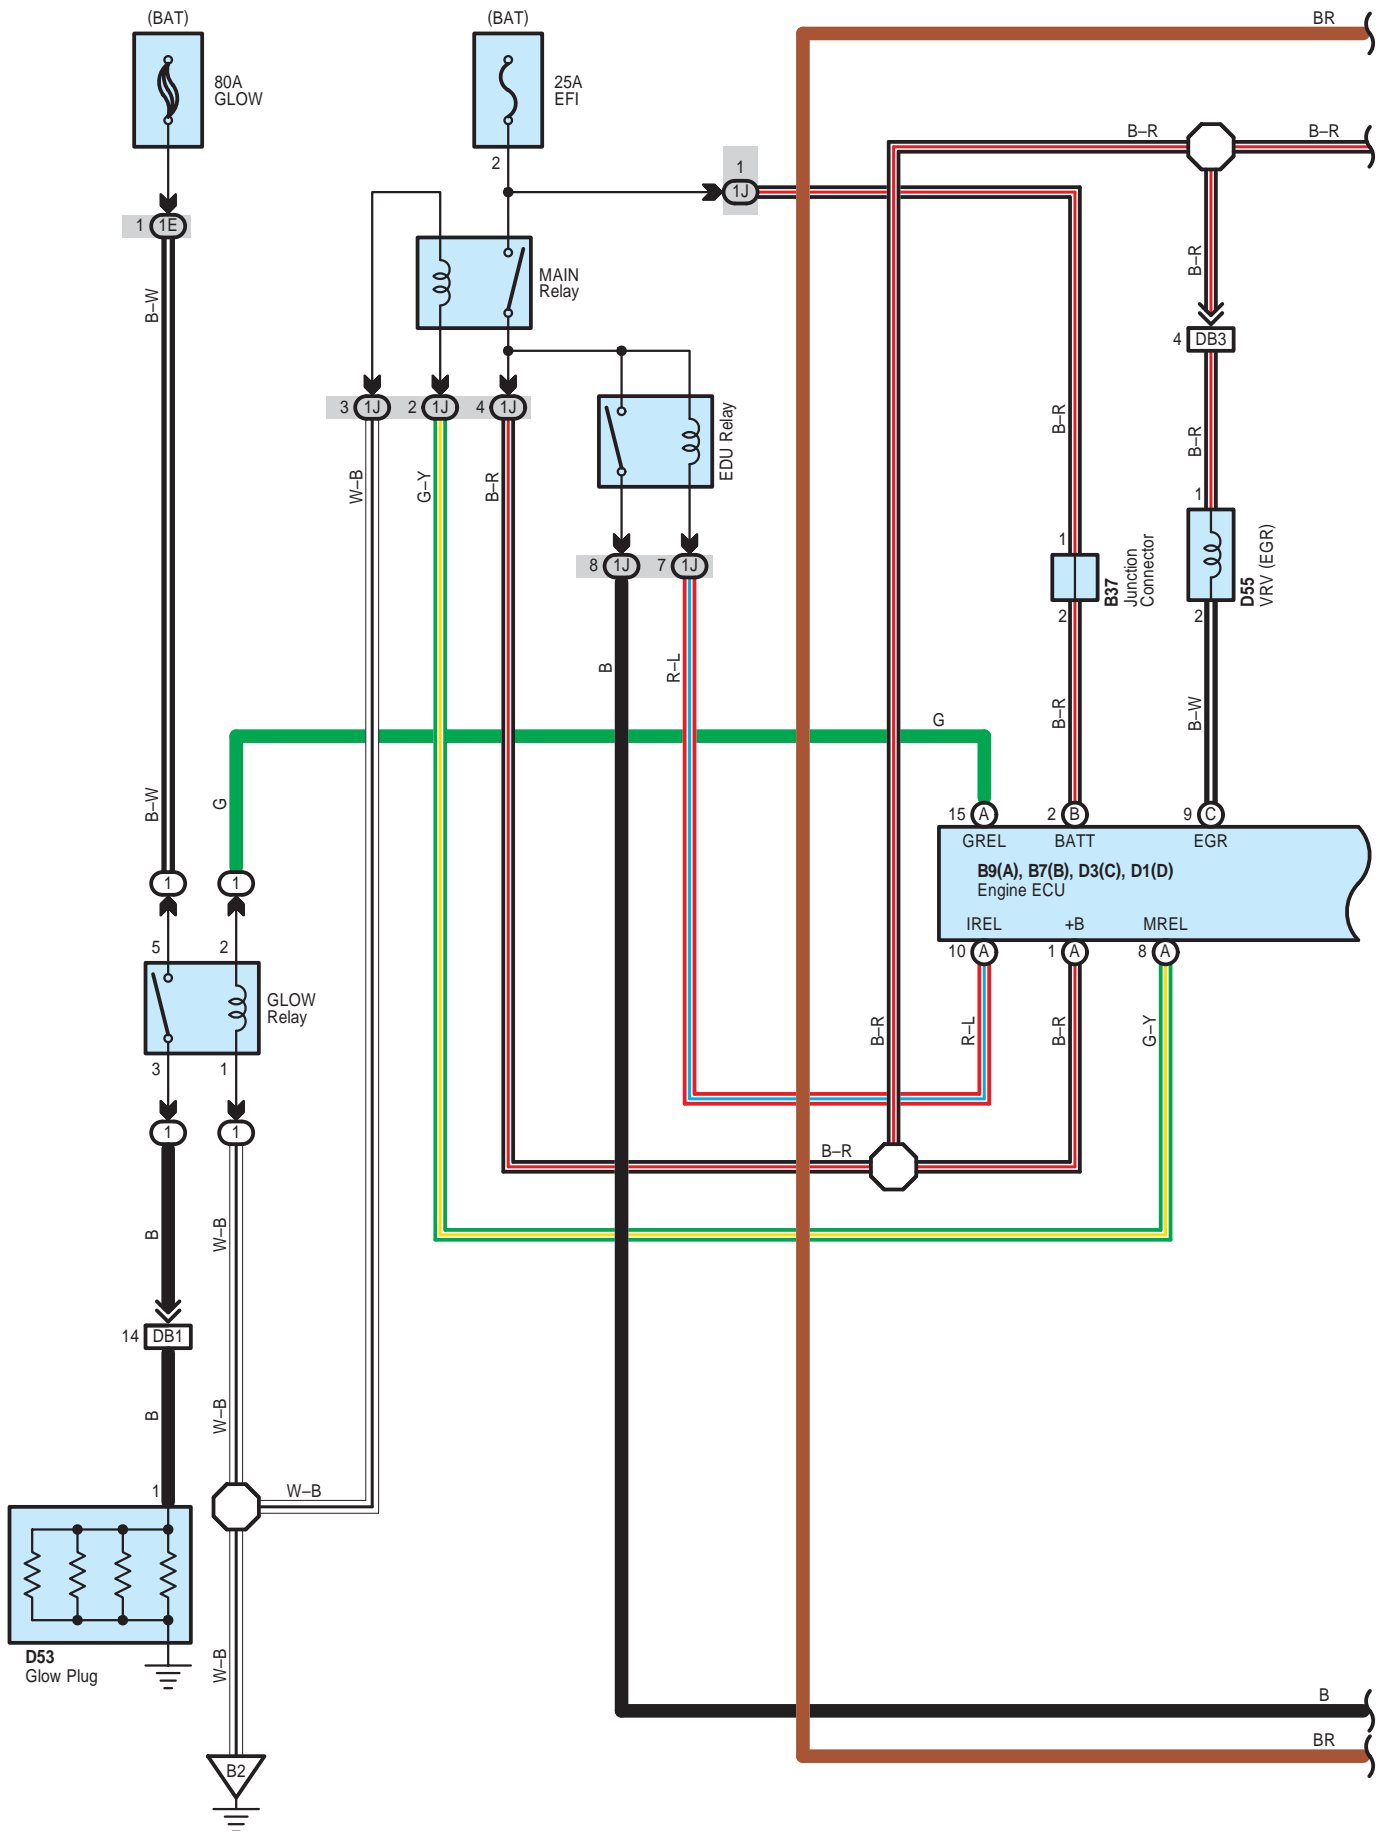 (BAT)
(BAT)
BR
80A
GLOW
25A
EFI
B–R
B–R
2
1
1J
1 1E
B–R
MAIN
Relay
B–W
4 DB3
3 1J 2 1J 4 1J
EDU Relay
B–R
B–R
W–B
G–Y
B–R
1
1
8 1J 7 1J
B37
Junction
Connector
D55
VRV (EGR)
2
2
B
R–L
B–R
B–W
G
B–W
G
15 A
2 B
9 C
GREL
BATT
EGR
B9(A), B7(B), D3(C), D1(D)
Engine ECU
1
1
IREL
+B
MREL
5
2
10 A
1 A
8 A
GLOW
Relay
B–R
R–L
B–R
G–Y
3
1
1
1
B–R
B
W–B
14 DB1
B
W–B
1
W–B
D53
Glow Plug
W–B
B
BR
B2